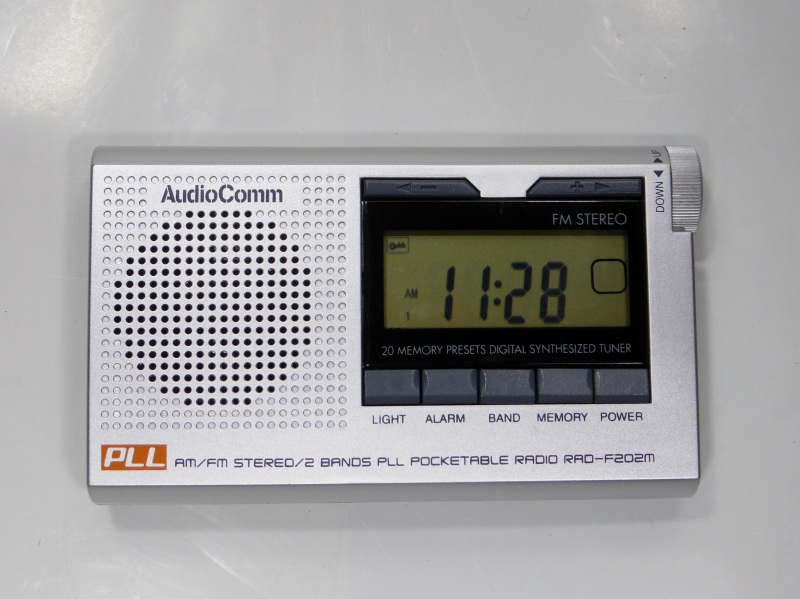 AudioComm
− +
DOWN ◀ ▶ UP
FM STEREO
AM 11:28
1
20 MEMORY PRESETS DIGITAL SYNTHESIZED TUNER
LIGHT ALARM BAND MEMORY POWER
PLL AM/FM STEREO/2 BANDS PLL POCKETABLE RADIO RAD-F202M